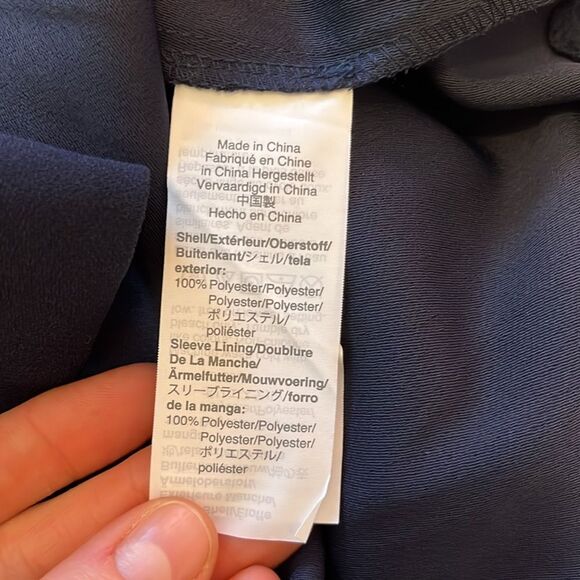 Made in China
Fabriqué en Chine
in China Hergestellt
Vervaardigd in China
中国製
Hecho en China
Shell/Extérieur/Oberstoff/
Buitenkant/シェル/tela
exterior:
100% Polyester/Polyester/
Polyester/Polyester/
ポリエステル/
poliéster
Sleeve Lining/Doublure
De La Manche/
Ärmelfutter/Mouwvoering/
スリーブライニング/forro
de la manga:
100% Polyester/Polyester/
Polyester/Polyester/
ポリエステル/
poliéster